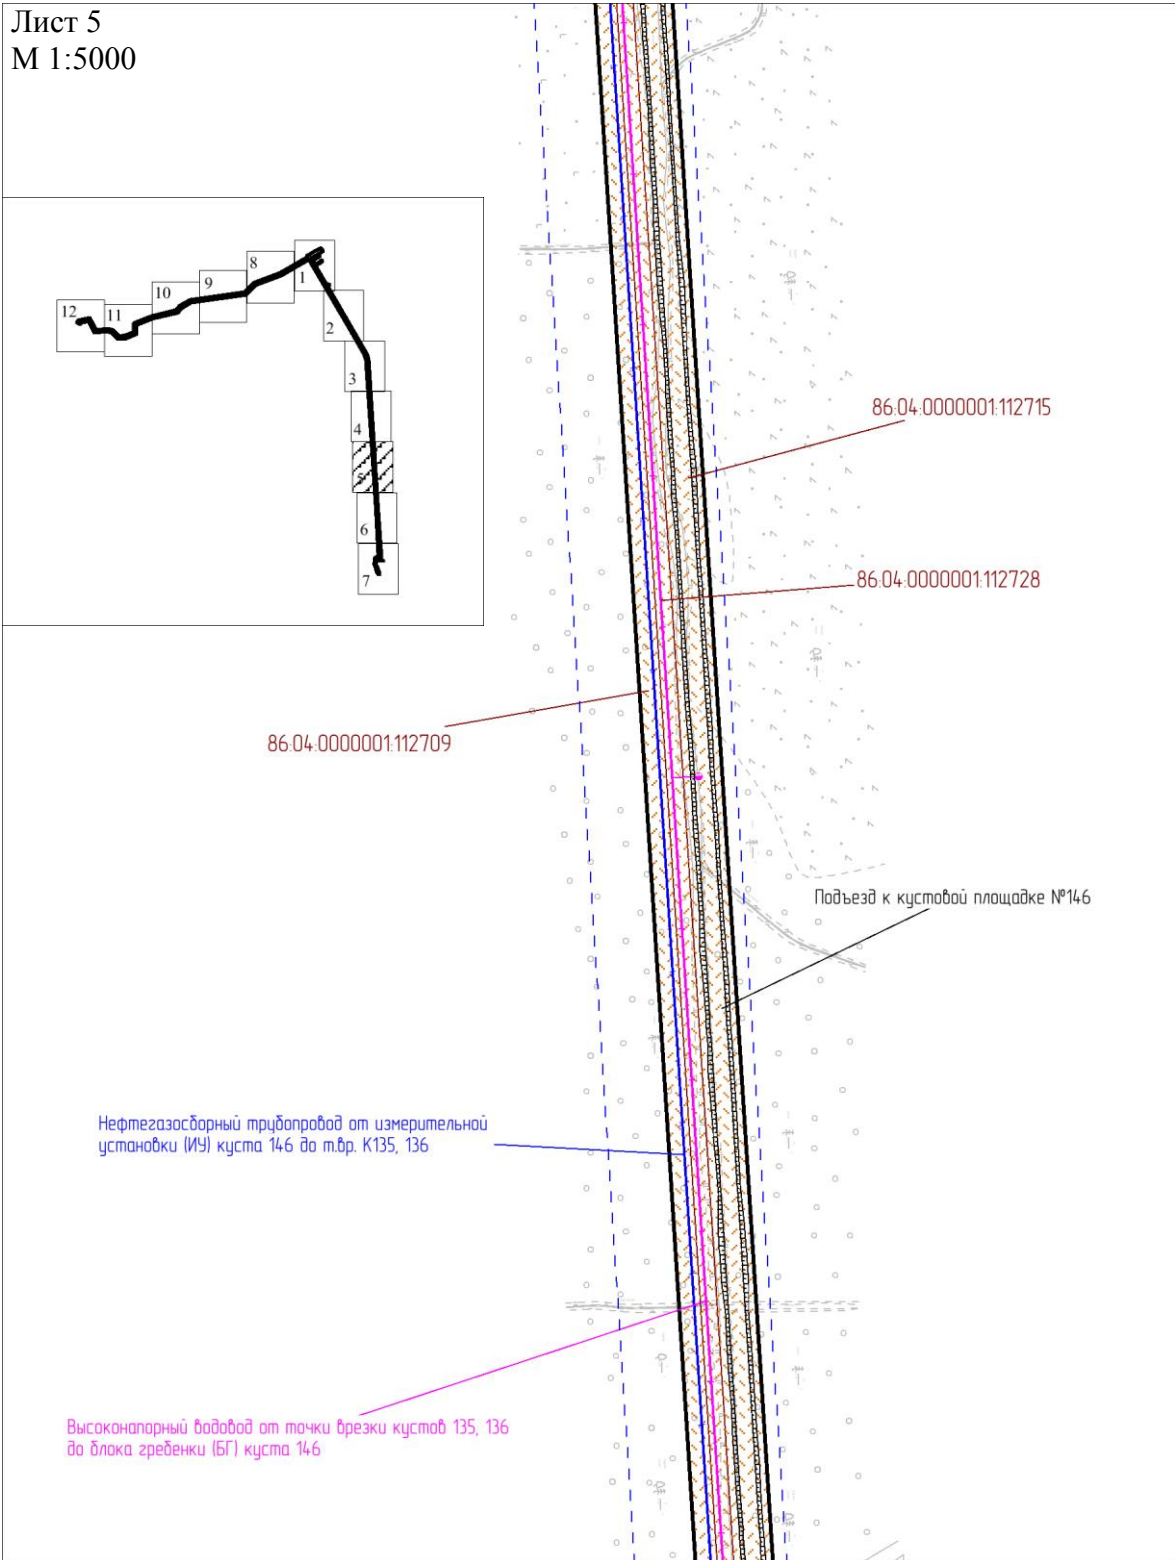 Лист 5
М 1:5000
8
1
9
10
12
11
2
3
4
5
6
7
86:04:0000001:112715
86:04:0000001:112728
86:04:0000001:112709
Подъезд к кустовой площадке №146
Нефтегазосборный трубопровод от измерительной
установки (ИУ) куста 146 до т.вр. К135, 136
Высоконапорный водовод от точки врезки кустов 135, 136
до блока гребенки (БГ) куста 146